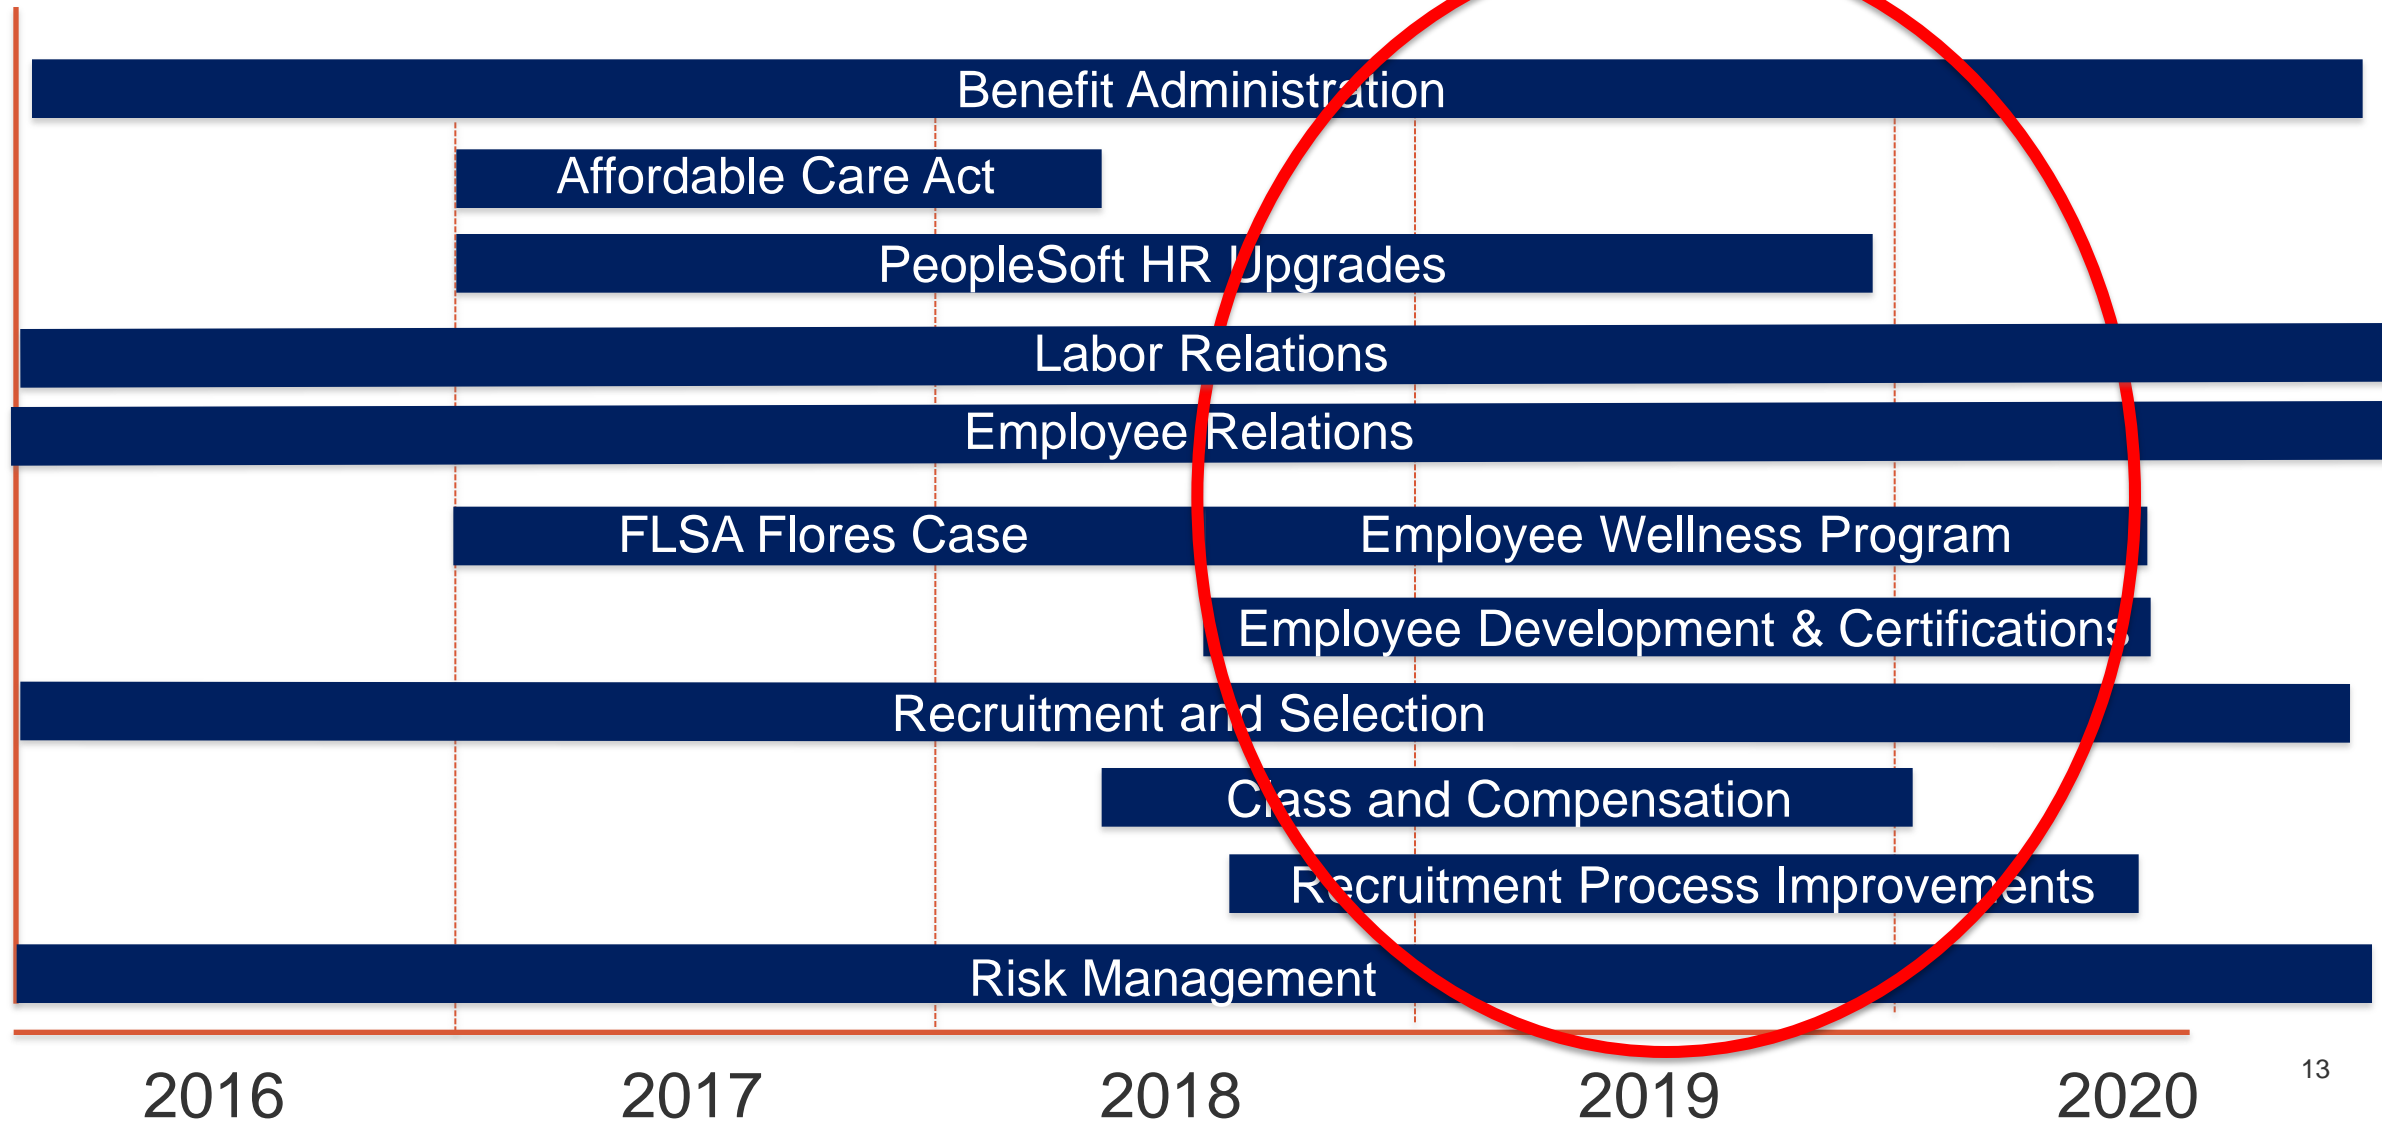 Benefit Administration
Affordable Care Act
PeopleSoft HR Upgrades
Labor Relations
Employee Relations
FLSA Flores Case
Employee Wellness Program
Employee Development & Certifications
Recruitment and Selection
Class and Compensation
Recruitment Process Improvements
Risk Management
2016 2017 2018 2019 2020
13